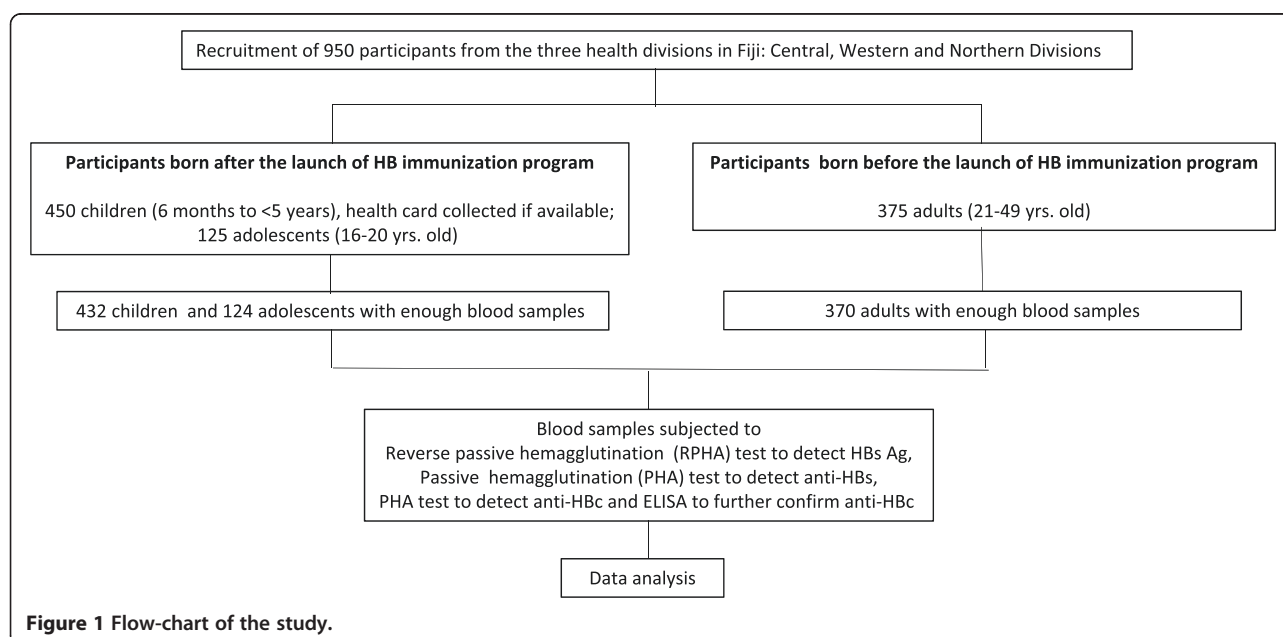 Recruitment of 950 participants from the three health divisions in Fiji: Central, Western and Northern Divisions
Participants born after the launch of HB immunization program
450 children (6 months to <5 years), health card collected if available;
125 adolescents (16-20 yrs. old)
Participants born before the launch of HB immunization program
375 adults (21-49 yrs. old)
432 children and 124 adolescents with enough blood samples
370 adults with enough blood samples
Blood samples subjected to
Reverse passive hemagglutination (RPHA) test to detect HBs Ag,
Passive hemagglutination (PHA) test to detect anti-HBs,
PHA test to detect anti-HBc and ELISA to further confirm anti-HBc
Data analysis
Figure 1 Flow-chart of the study.